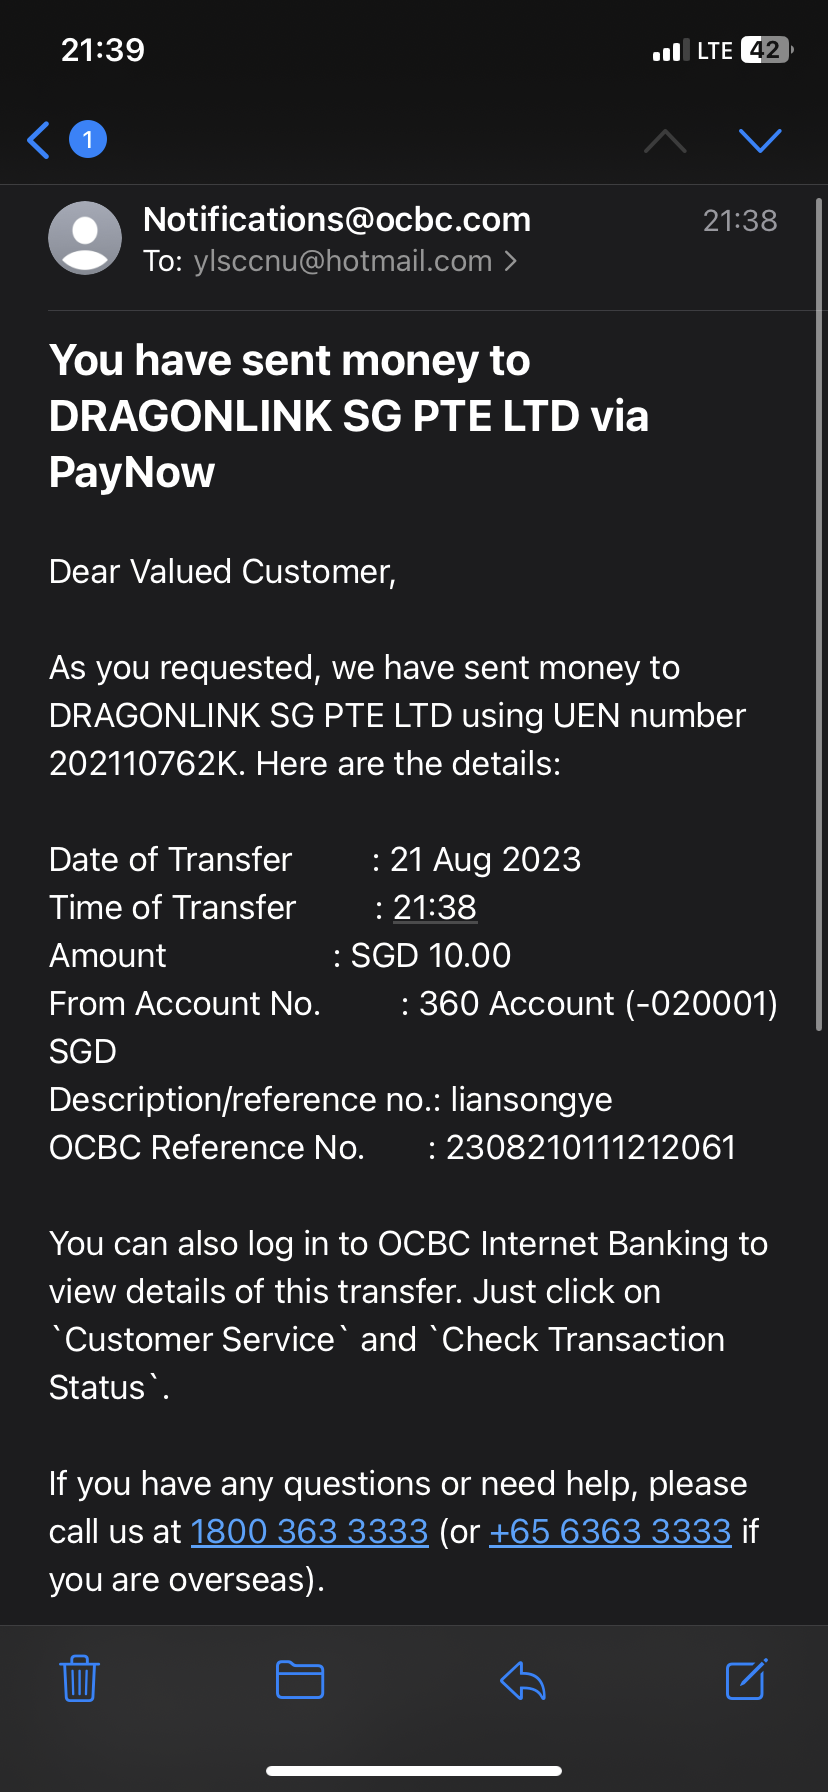 21:39
LTE 42
1
Notifications@ocbc.com
21:38
To: ylsccnu@hotmail.com
You have sent money to
DRAGONLINK SG PTE LTD via
PayNow
Dear Valued Customer,
As you requested, we have sent money to
DRAGONLINK SG PTE LTD using UEN number
202110762K. Here are the details:
Date of Transfer : 21 Aug 2023
Time of Transfer : 21:38
Amount : SGD 10.00
From Account No. : 360 Account (-020001)
SGD
Description/reference no.: liansongye
OCBC Reference No. : 2308210111212061
You can also log in to OCBC Internet Banking to
view details of this transfer. Just click on
`Customer Service` and `Check Transaction
Status`.
If you have any questions or need help, please
call us at 1800 363 3333 (or +65 6363 3333 if
you are overseas).